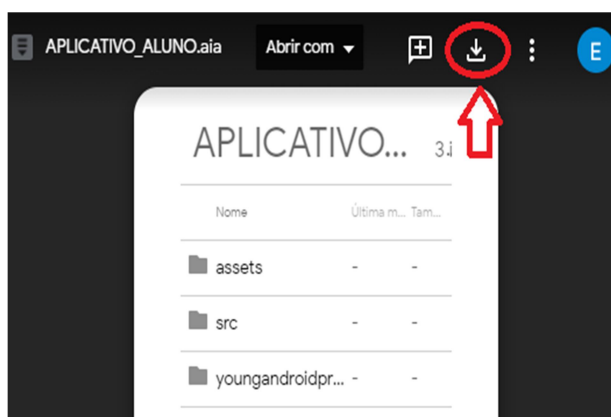 APLICATIVO_ALUNO.aia Abrir com E
APLICATIVO...
Nome Última m... Tam...
assets - -
src - -
youngandroidpr... - -